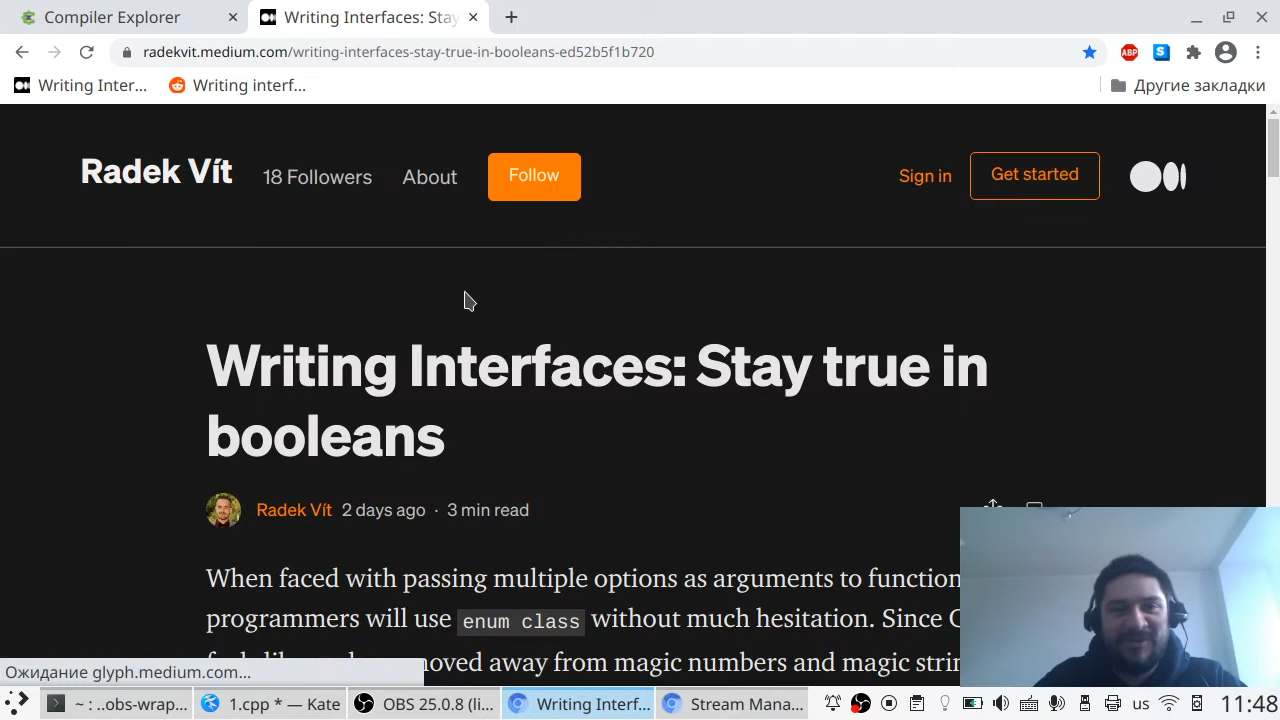 Compiler Explorer
Writing Interfaces: Stay
radekvit.medium.com/writing-interfaces-stay-true-in-booleans-ed52b5f1b720
ABP
Writing Inter...
Writing interf...
Другие закладки
Radek Vít
18 Followers
About
Follow
Sign in
Get started
Writing Interfaces: Stay true in
booleans
Radek Vít 2 days ago · 3 min read
When faced with passing multiple options as arguments to function
programmers will use enum class without much hesitation. Since
moved away from magic numbers and magic
Ожидание glyph.medium.com...
~ : ..obs-wrap...
1.cpp * — Kate
OBS 25.0.8 (li...
Writing Interf...
Stream Mana...
us
11:48